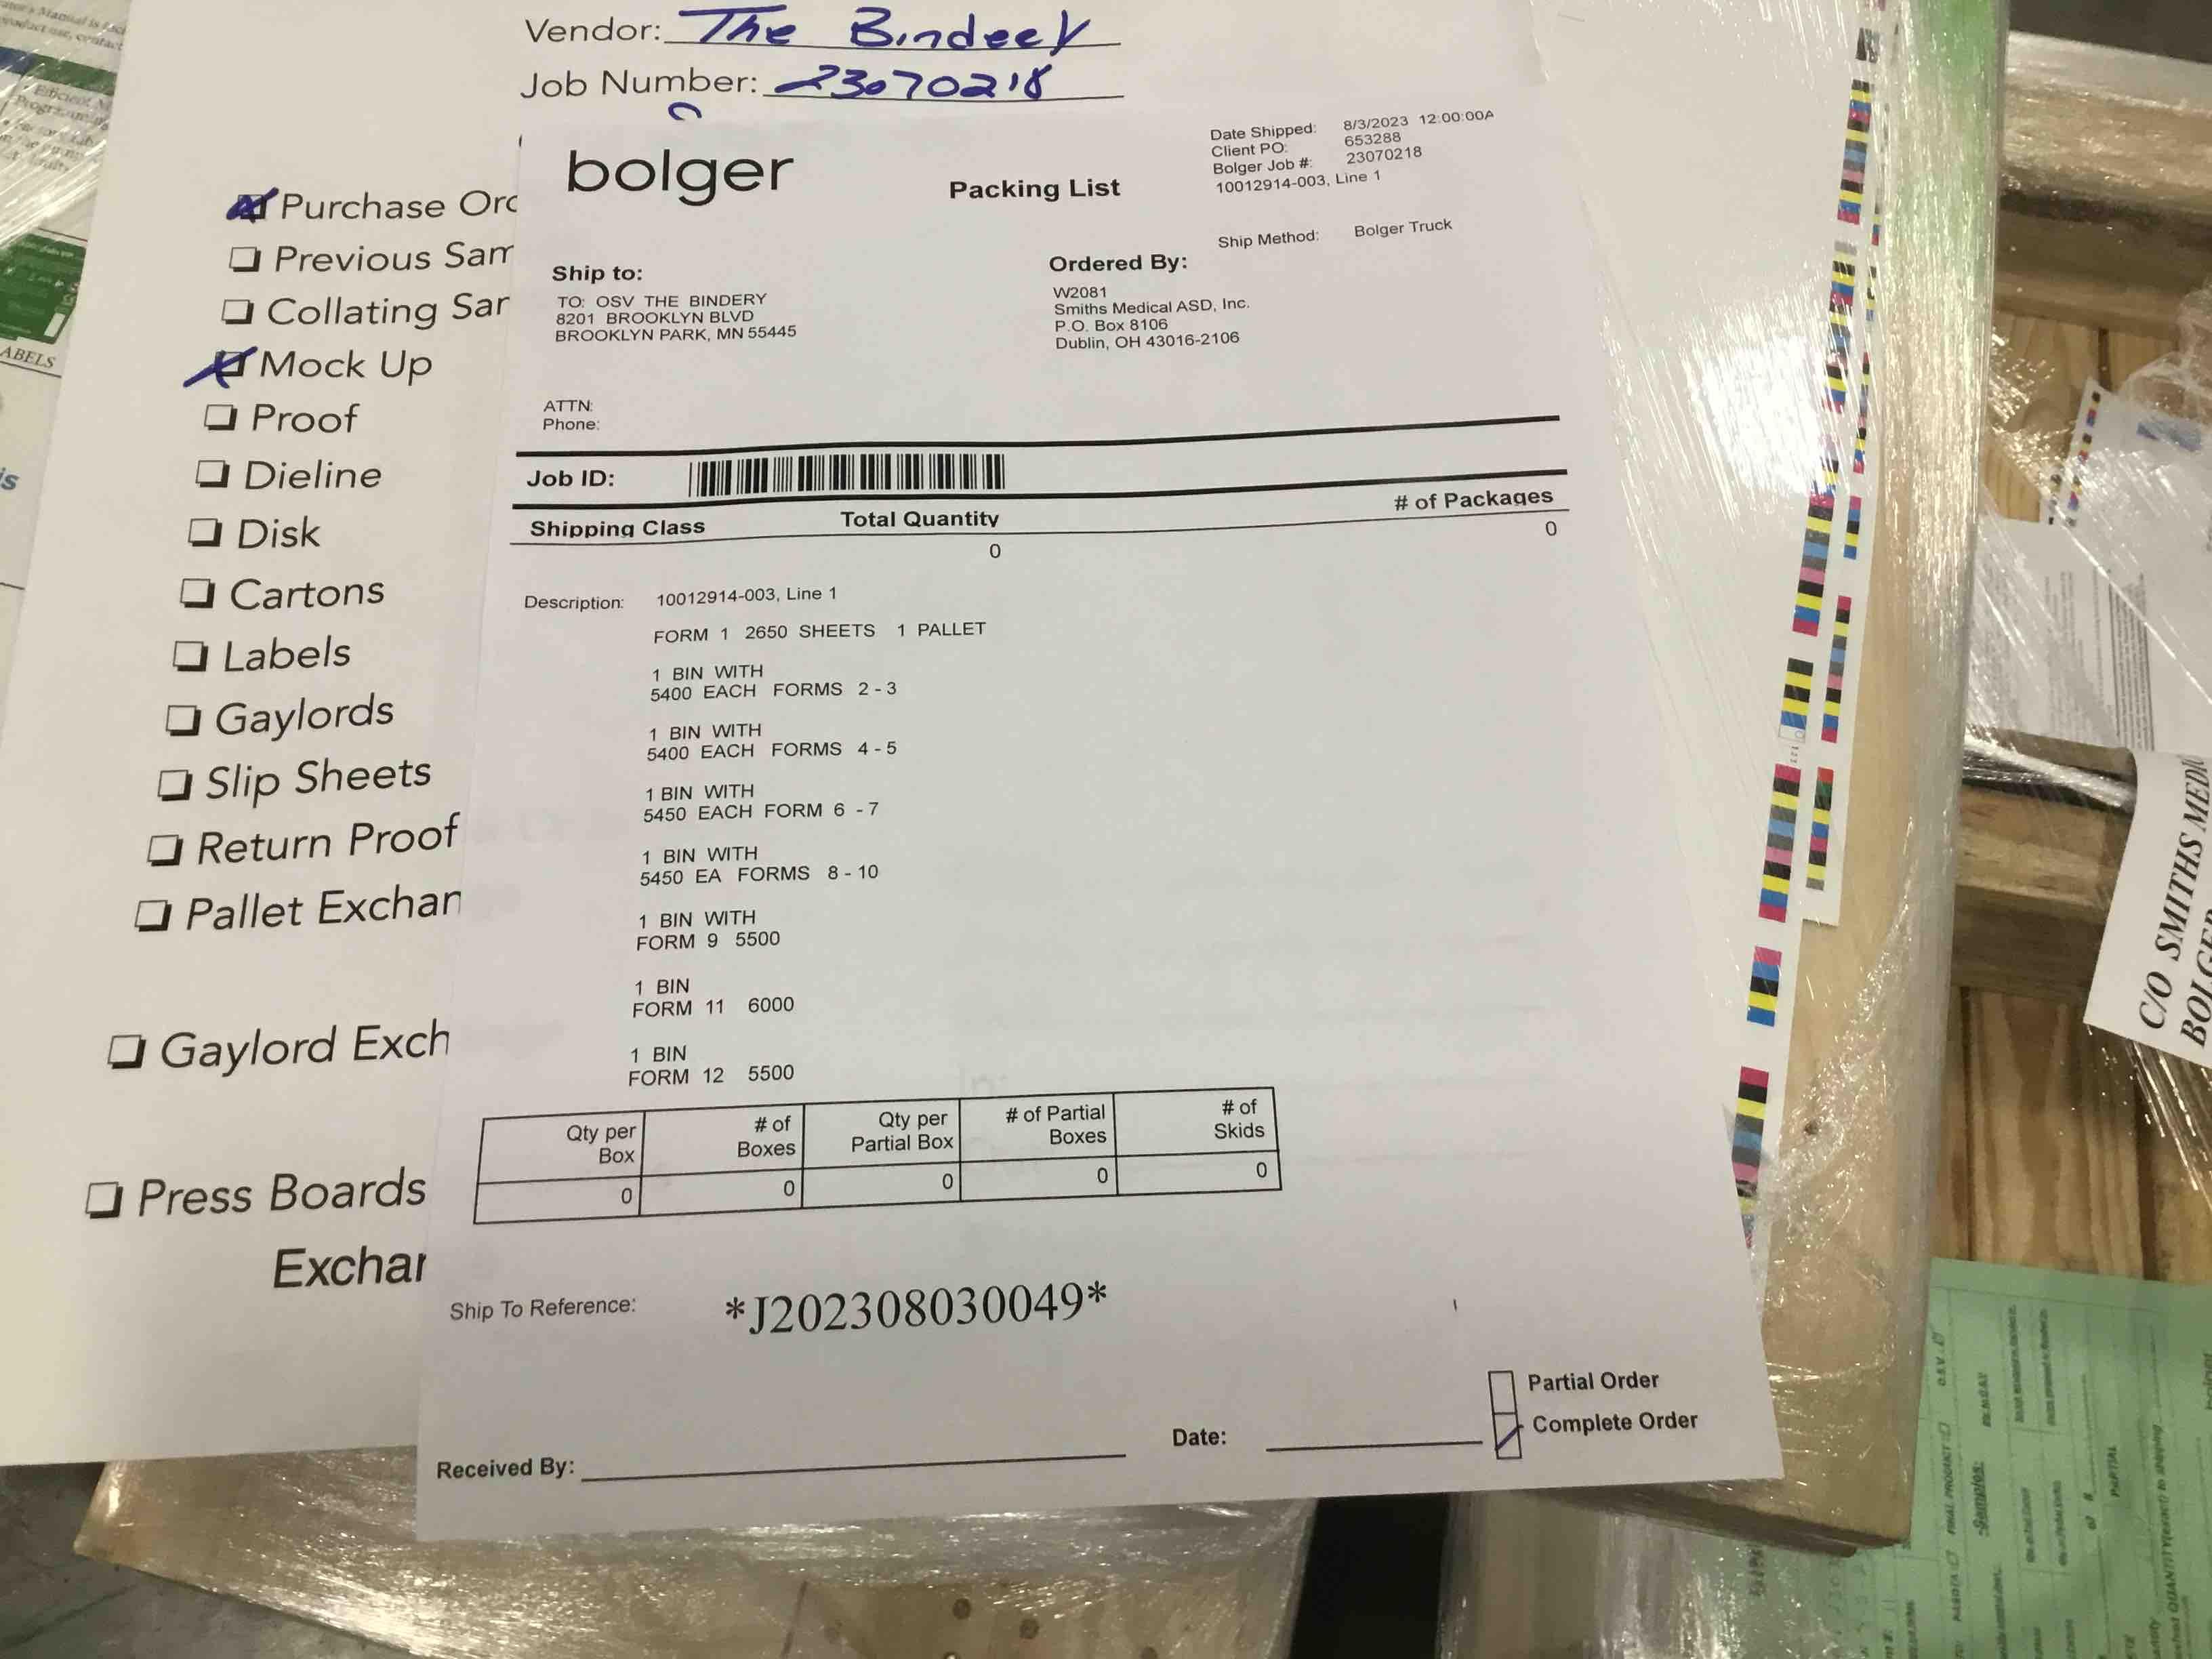 Vendor: The Bindery
Job Number: 23070218
Purchase Ord
Previous Sam
Collating Sar
Mock Up
Proof
Dieline
Disk
Cartons
Labels
Gaylords
Slip Sheets
Return Proof
Pallet Exchan
Gaylord Exch
Press Boards
Exchar
bolger
Packing List
Date Shipped: 8/3/2023 12:00:00A
Client PO: 653288
Bolger Job #: 23070218
10012914-003, Line 1
Ship Method: Bolger Truck
Ship to:
TO: OSV THE BINDERY
8201 BROOKLYN BLVD
BROOKLYN PARK, MN 55445
Ordered By:
W2081
Smiths Medical ASD, Inc.
P.O. Box 8106
Dublin, OH 43016-2106
ATTN:
Phone:
Job ID:
Shipping Class Total Quantity # of Packages
0 0
Description: 10012914-003, Line 1
FORM 1 2650 SHEETS 1 PALLET
1 BIN WITH
5400 EACH FORMS 2 - 3
1 BIN WITH
5400 EACH FORMS 4 - 5
1 BIN WITH
5450 EACH FORM 6 - 7
1 BIN WITH
5450 EA FORMS 8 - 10
1 BIN WITH
FORM 9 5500
1 BIN
FORM 11 6000
1 BIN
FORM 12 5500
Qty per Box # of Boxes Qty per Partial Box # of Partial Boxes # of Skids
0 0 0 0 0
Ship To Reference: *J202308030049*
Partial Order
Complete Order
Received By: Date:
C/O SMITHS MEDI
BOLGER
ABELS